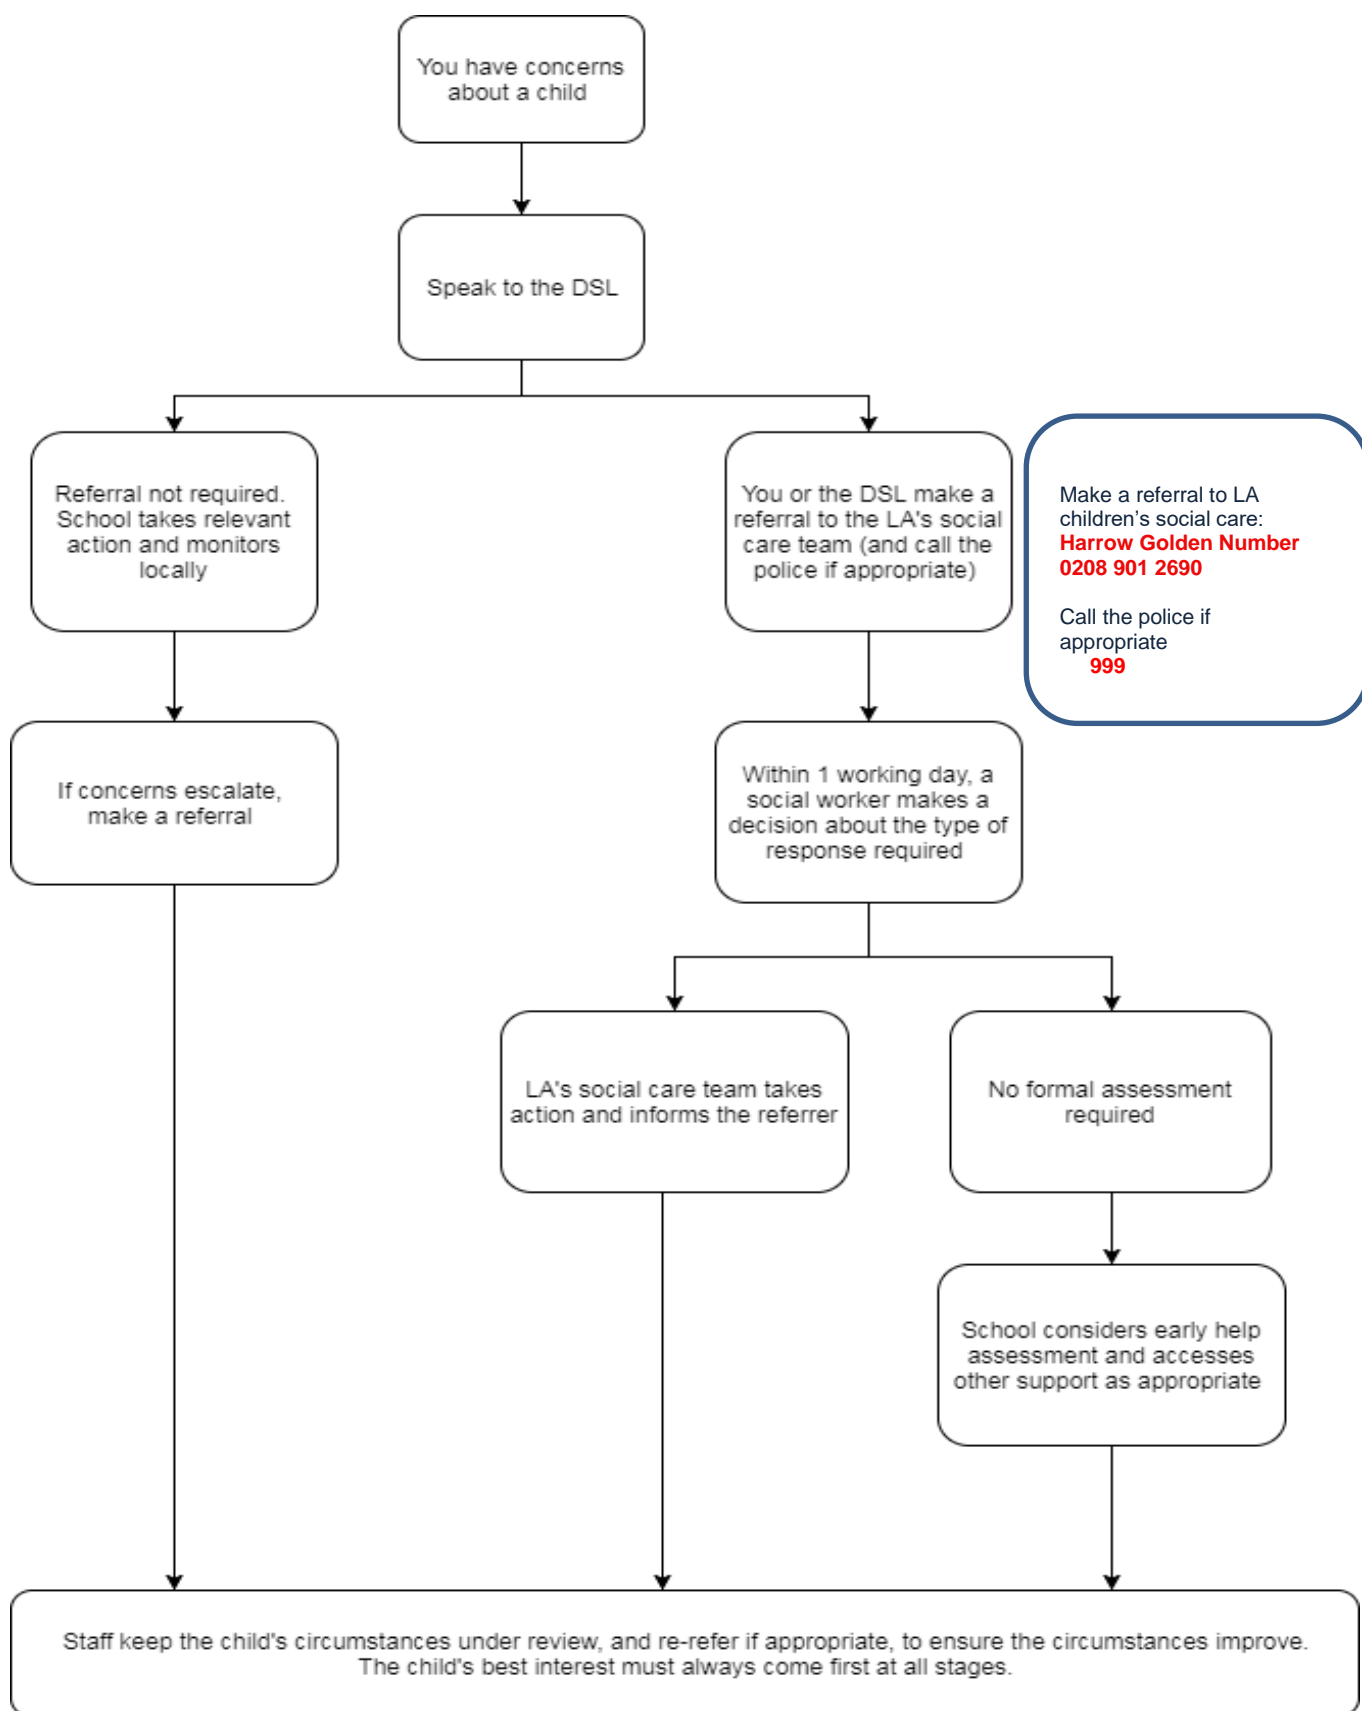 You have concerns
about a child
Speak to the DSL
Referral not required.
School takes relevant
action and monitors
locally
You or the DSL make a
referral to the LA's social
care team (and call the
police if appropriate)
Make a referral to LA
children’s social care:
Harrow Golden Number
0208 901 2690
Call the police if
appropriate
999
If concerns escalate,
make a referral
Within 1 working day, a
social worker makes a
decision about the type of
response required
LA's social care team takes
action and informs the referrer
No formal assessment
required
School considers early help
assessment and accesses
other support as appropriate
Staff keep the child's circumstances under review, and re-refer if appropriate, to ensure the circumstances improve.
The child's best interest must always come first at all stages.